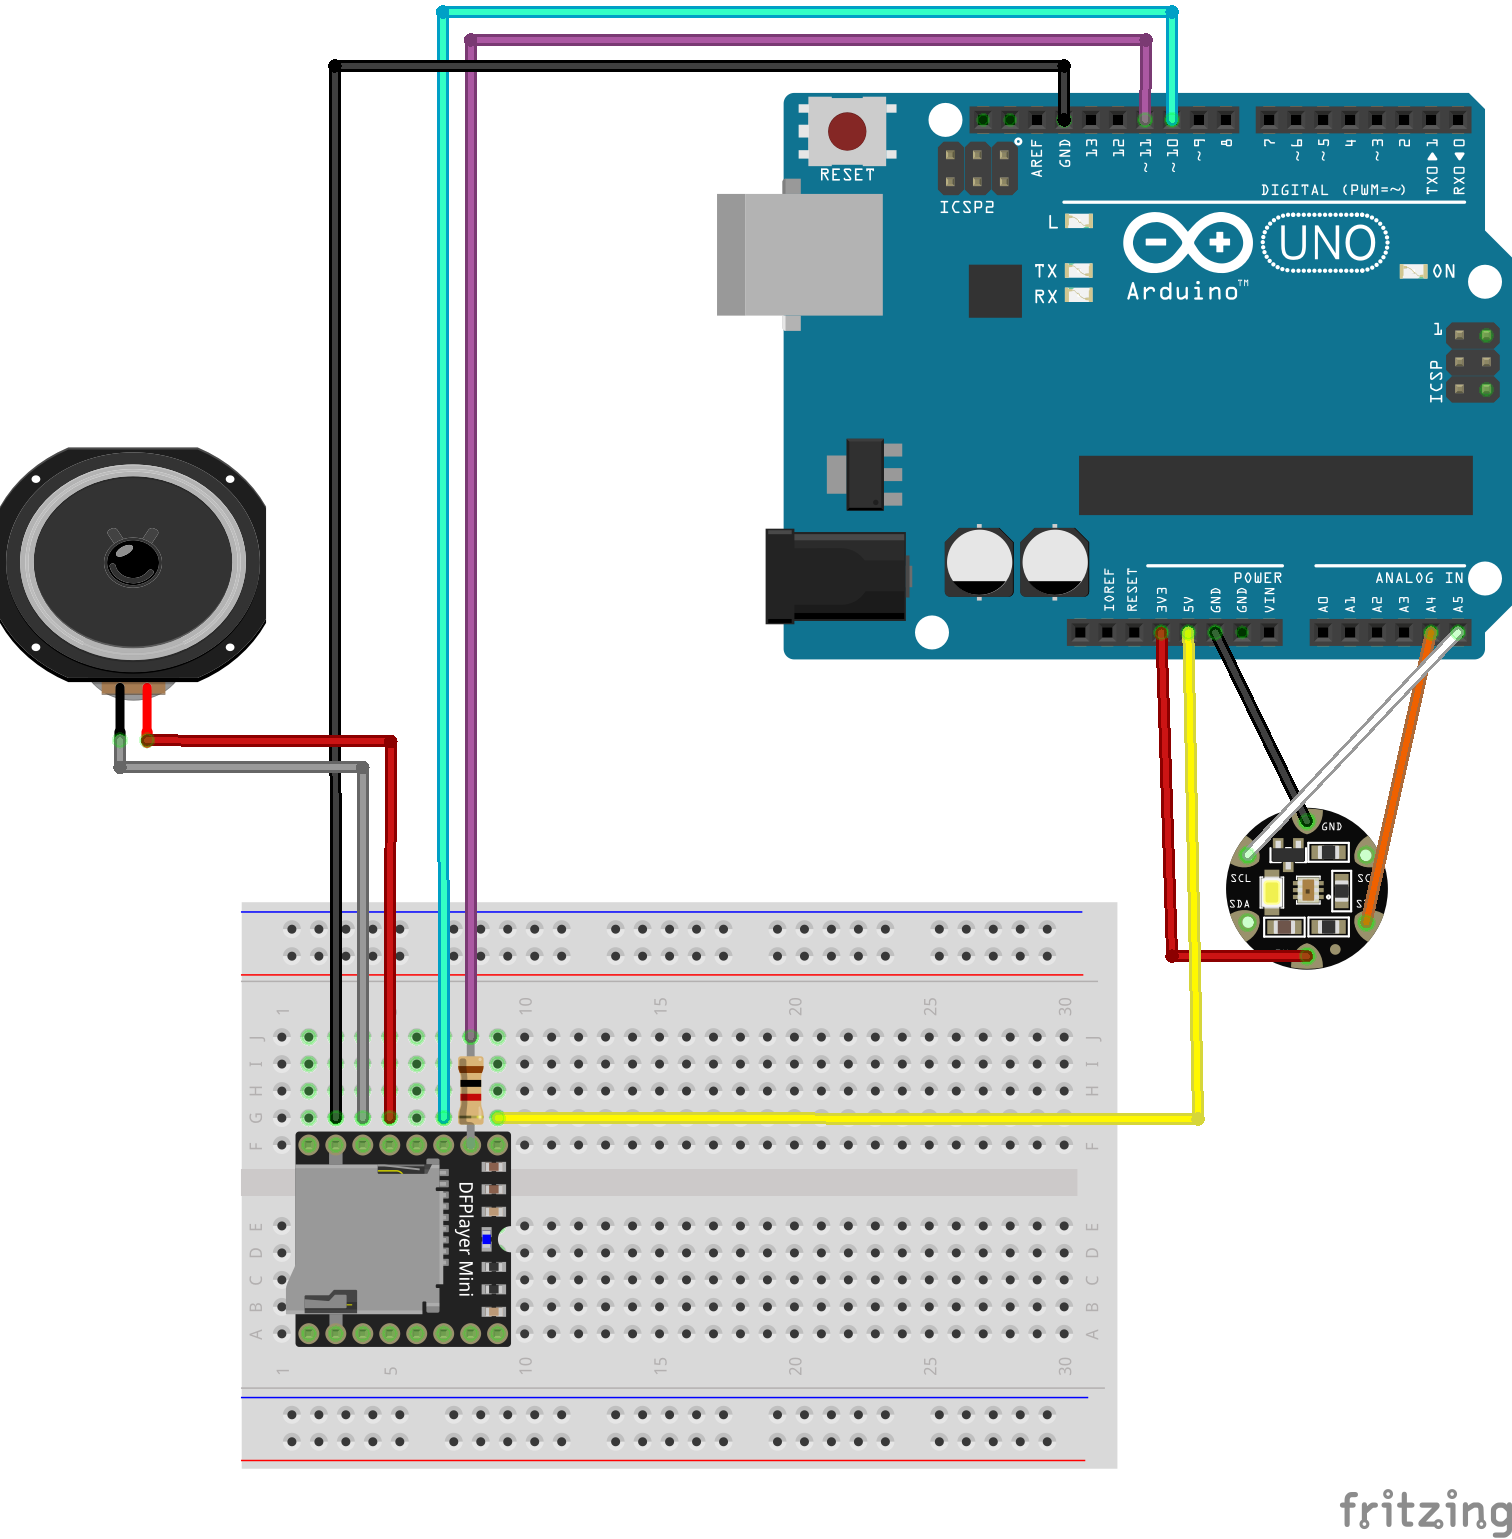 RESET
ICSP2
AREF
GND
13
12
~11
~10
~9
8
7
~6
~5
4
~3
2
TX0▶1
RX0◀0
DIGITAL (PWM=~)
L
TX
RX
Arduino™
UNO
ON
1
ICSP
POWER
ANALOG IN
IOREF
RESET
3V3
5V
GND
GND
VIN
A0
A1
A2
A3
A4
A5
GND
SCL
SDA
1
10
15
20
25
30
J
I
H
G
F
J
I
H
G
F
DFPlayer Mini
E
D
C
B
A
E
D
C
B
A
1
5
10
15
20
25
30
fritzing